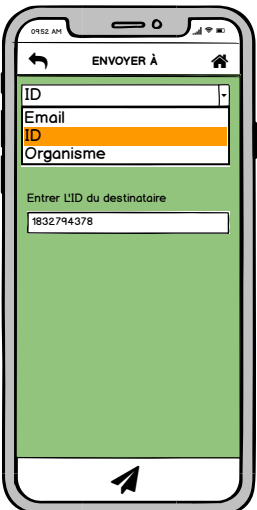 09:52 AM
ENVOYER À
ID
Email
ID
Organisme
Entrer L'ID du destinataire
1832794378